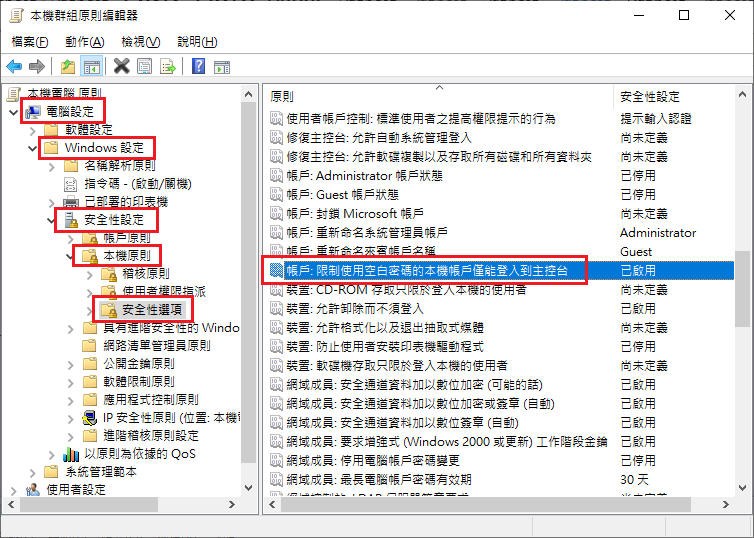 本機群組原則編輯器
檔案(F) 動作(A) 檢視(V) 說明(H)
本機電腦 原則
電腦設定
軟體設定
Windows 設定
名稱解析原則
指令碼 - (啟動/關機)
已部署的印表機
安全性設定
帳戶原則
本機原則
稽核原則
使用者權限指派
安全性選項
具有進階安全性的 Wind
網路清單管理員原則
公開金鑰原則
軟體限制原則
應用程式控制原則
IP 安全性原則 (位置: 本機電
進階稽核原則設定
以原則為依據的 QoS
系統管理範本
使用者設定
原則 安全性設定
使用者帳戶控制: 標準使用者之提高權限提示的行為 提示輸入認證
修復主控台: 允許自動系統管理登入 尚未定義
修復主控台: 允許軟碟複製以及存取所有磁碟和所有資料夾 尚未定義
帳戶: Administrator 帳戶狀態 已停用
帳戶: Guest 帳戶狀態 已停用
帳戶: 封鎖 Microsoft 帳戶 尚未定義
帳戶: 重新命名系統管理員帳戶 Administrator
帳戶: 重新命名來賓帳戶名稱 Guest
帳戶: 限制使用空白密碼的本機帳戶僅能登入到主控台 已啟用
裝置: CD-ROM 存取只限於登入本機的使用者 尚未定義
裝置: 允許卸除而不須登入 已啟用
裝置: 允許格式化以及退出抽取式媒體 尚未定義
裝置: 防止使用者安裝印表機驅動程式 已停用
裝置: 軟碟機存取只限於登入本機的使用者 尚未定義
網域成員: 安全通道資料加以數位加密 (可能的話) 已啟用
網域成員: 安全通道資料加以數位加密或簽章 (自動) 已啟用
網域成員: 安全通道資料加以數位簽章 (自動) 已啟用
網域成員: 要求增強式 (Windows 2000 或更新) 工作階段金鑰 已啟用
網域成員: 停用電腦帳戶密碼變更 已停用
網域成員: 電腦帳戶密碼最長有效期 30 天